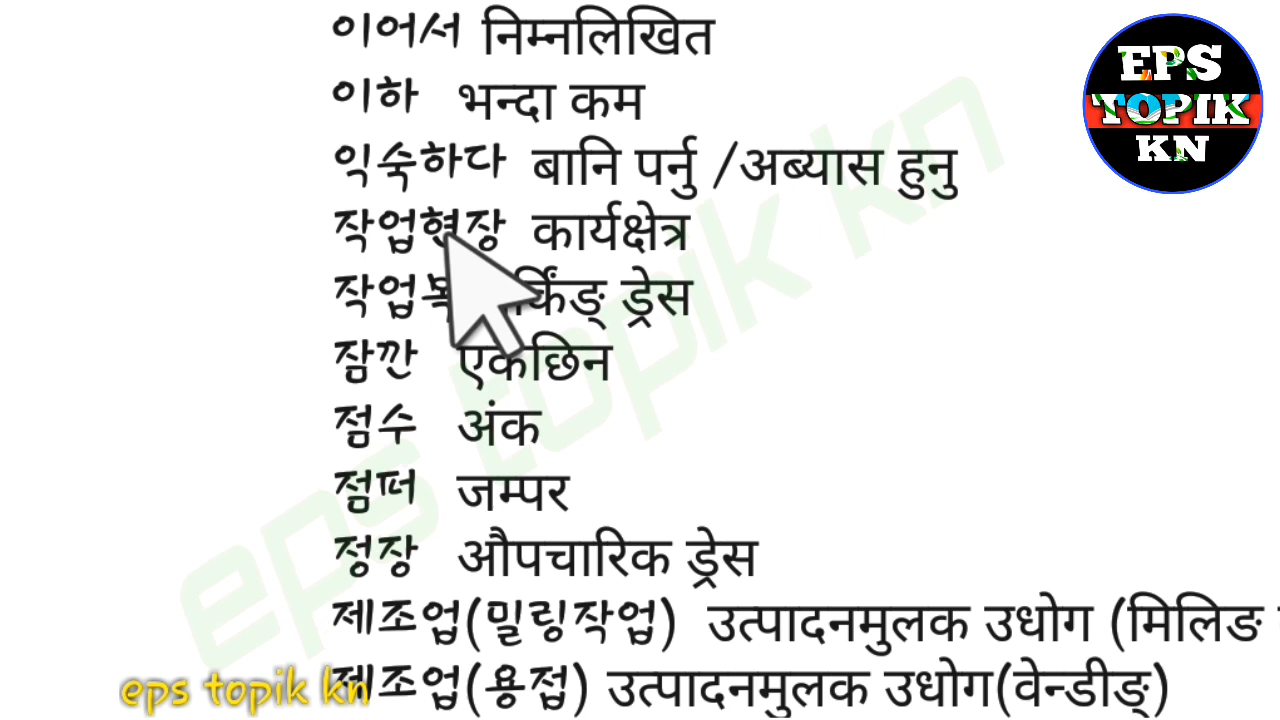 이어서 निम्नलिखित
이하 भन्दा कम
익숙하다 बानि पर्नु /अब्यास हुनु
작업현장 कार्यक्षेत्र
ड्रेस
잠깐 एकछिन
점수 अंक
점퍼 जम्पर
정장 औपचारिक ड्रेस
제조업(밀링작업) उत्पादनमुलक उधोग (मिलिङ
제조업(용접) उत्पादनमुलक उधोग(वेन्डीङ्)
EPS
TOPIK
KN
eps topik kn
eps topik kn